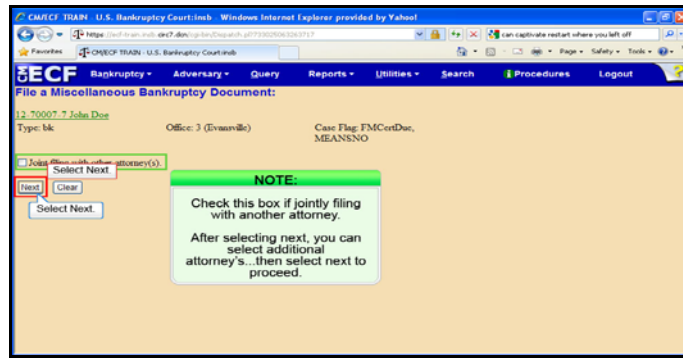 CM/ECF TRAIN - U.S. Bankruptcy Court:insb - Windows Internet Explorer provided by Yahoo!
can captivate restart where you left off
Favorites
CM/ECF TRAIN - U.S. Bankruptcy Court:insb
Page
Safety
Tools
ECF
Bankruptcy
Adversary
Query
Reports
Utilities
Search
Procedures
Logout
?
File a Miscellaneous Bankruptcy Document:
12-70007-7 John Doe
Type: bk
Office: 3 (Evansville)
Case Flag: FMCertDue,
MEANSNO
Joint filing with other attorney(s).
Select Next.
Next
Clear
Select Next.
NOTE:
Check this box if jointly filing
with another attorney.
After selecting next, you can
select additional
attorney's...then select next to
proceed.